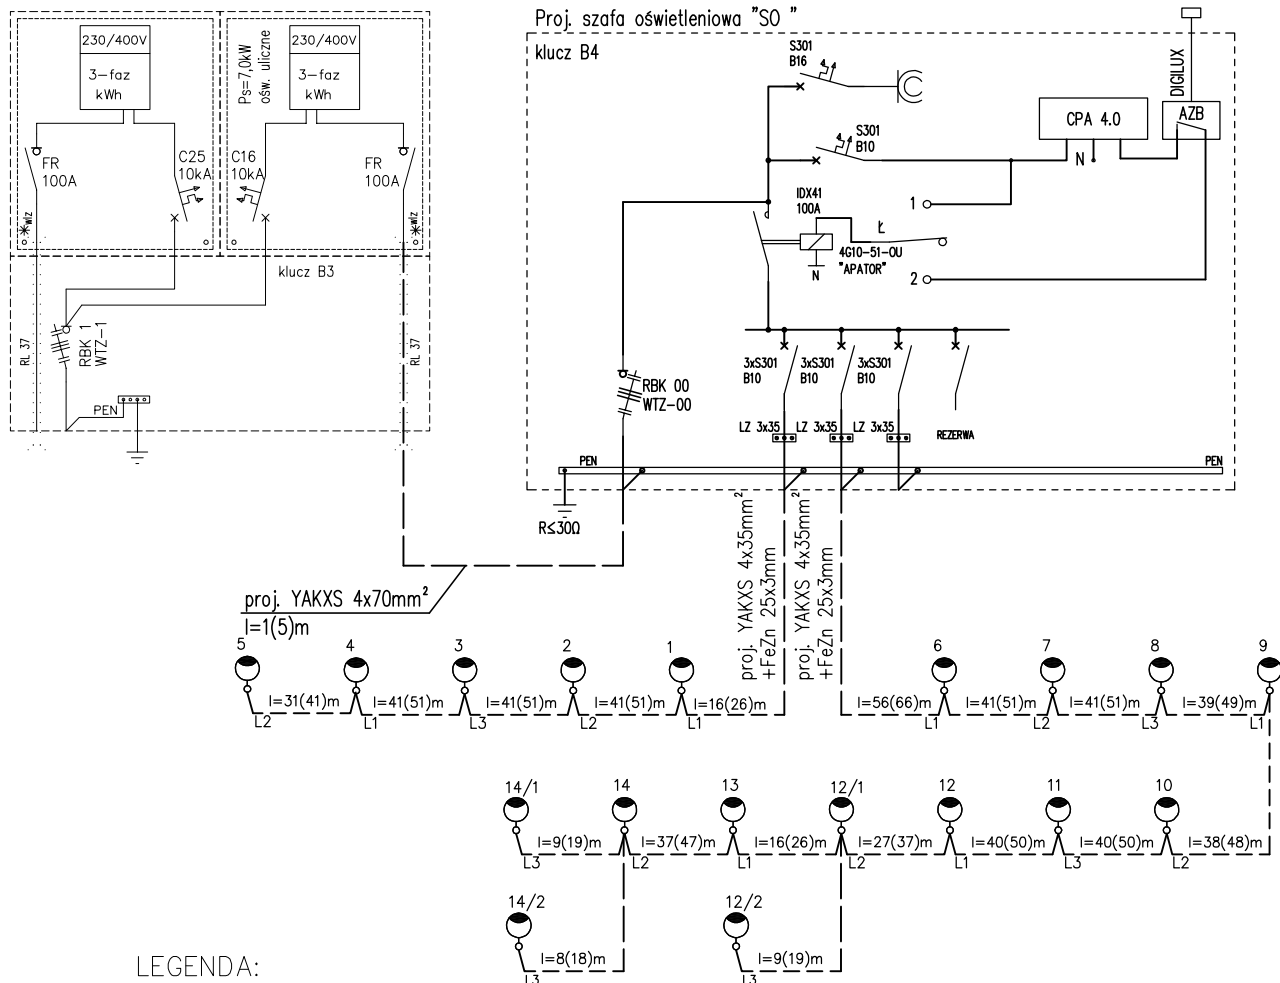 Proj. szafa oświetleniowa "SO "
klucz B4
230/400V
3-faz
kWh
230/400V
3-faz
kWh
Ps=7,0kW
ośw. uliczne
FR
100A
C25
10kA
C16
10kA
FR
100A
wlz
wlz
klucz B3
RL 37
RBK 1
WTZ-1
RL 37
PEN
S301
B16
S301
B10
CPA 4.0
N
DIGILUX
AZB
IDX41
100A
Ł
4G10-51-0U
"APATOR"
N
1
2
3xS301
B10
3xS301
B10
3xS301
B10
RBK 00
WTZ-00
LZ 3x35
LZ 3x35
LZ 3x35
REZERWA
PEN
PEN
R≤30Ω
proj. YAKXS 4x35mm²
+FeZn 25x3mm
proj. YAKXS 4x35mm²
+FeZn 25x3mm
proj. YAKXS 4x70mm²
l=1(5)m
5 4 3 2 1 6 7 8 9
l=31(41)m l=41(51)m l=41(51)m l=41(51)m l=16(26)m l=56(66)m l=41(51)m l=41(51)m l=39(49)m
L2 L1 L3 L2 L1 L1 L2 L3 L1
14/1 14 13 12/1 12 11 10
l=9(19)m l=37(47)m l=16(26)m l=27(37)m l=40(50)m l=40(50)m l=38(48)m
L3 L2 L1 L2 L1 L3 L2
14/2 12/2
l=8(18)m l=9(19)m
L3 L3
LEGENDA: